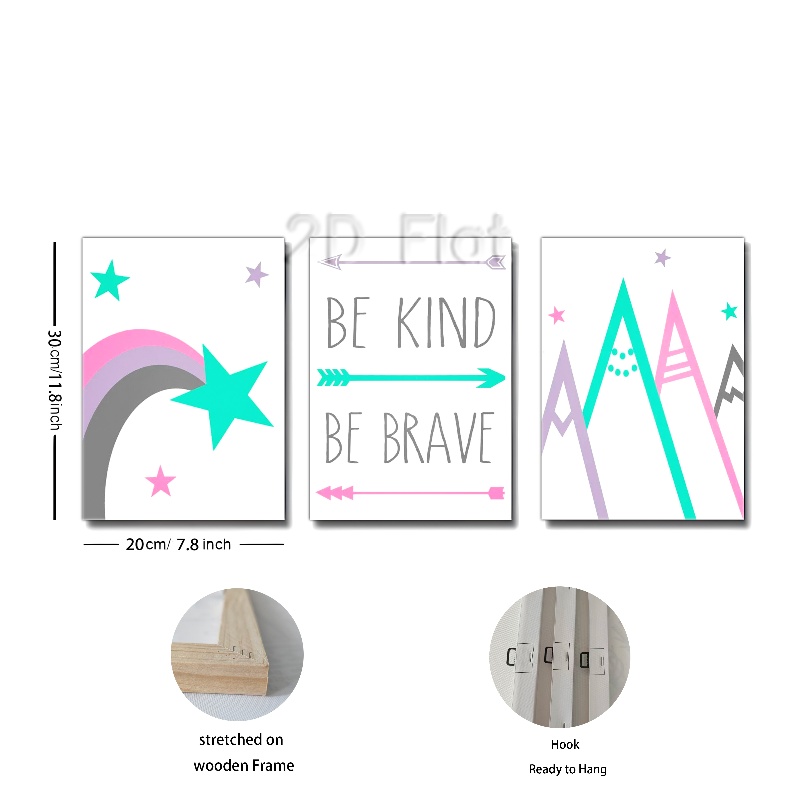 2D Flat
BE KIND
BE BRAVE
30cm/11.8inch
20cm/ 7.8 inch
stretched on
wooden Frame
Hook
Ready to Hang